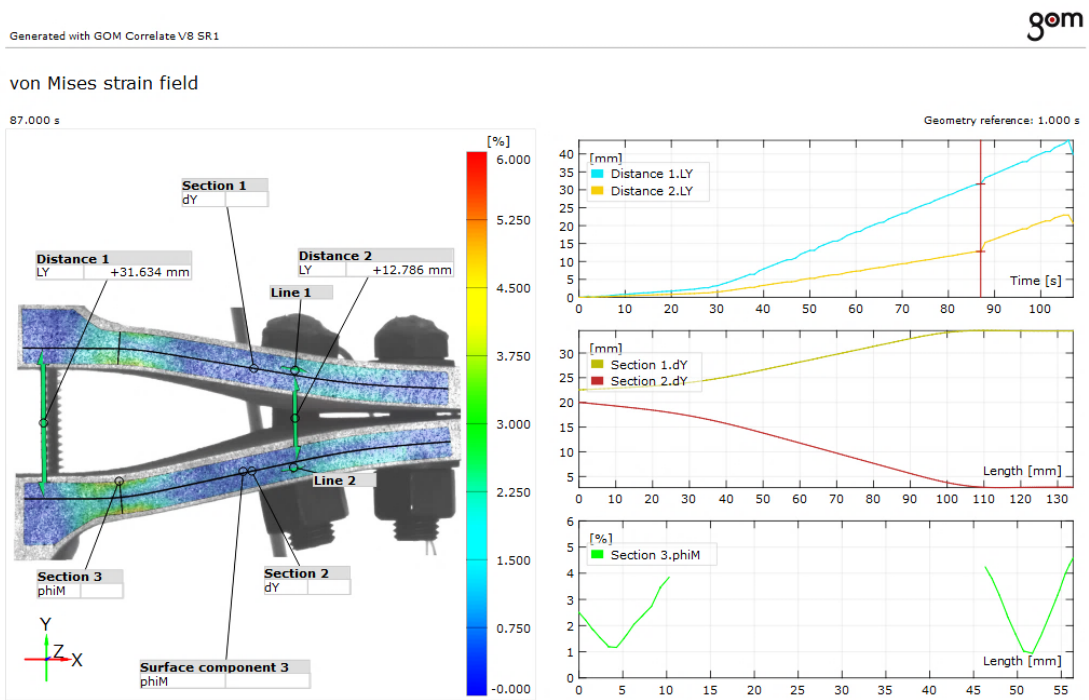 gom
Generated with GOM Correlate V8 SR1
von Mises strain field
87.000 s
Geometry reference: 1.000 s
[%]
6.000
5.250
4.500
3.750
3.000
2.250
1.500
0.750
-0.000
Section 1
dY
Distance 1
LY +31.634 mm
Distance 2
LY +12.786 mm
Line 1
Line 2
Section 3
phiM
Section 2
dY
Surface component 3
phiM
Y
Z
X
[mm]
Distance 1.LY
Distance 2.LY
40
35
30
25
20
15
10
5
0
Time [s]
0 10 20 30 40 50 60 70 80 90 100
[mm]
Section 1.dY
Section 2.dY
30
25
20
15
10
5
Length [mm]
0 10 20 30 40 50 60 70 80 90 100 110 120 130
[%]
Section 3.phiM
6
5
4
3
2
1
0
Length [mm]
0 5 10 15 20 25 30 35 40 45 50 55